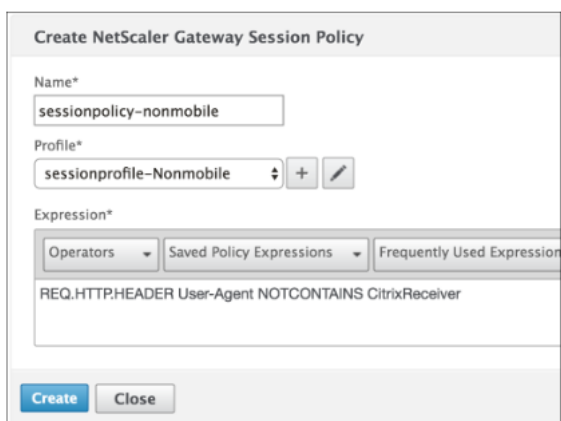 Create NetScaler Gateway Session Policy
Name*
sessionpolicy-nonmobile
Profile*
sessionprofile-Nonmobile
Expression*
Operators Saved Policy Expressions Frequently Used Expression
REQ.HTTP.HEADER User-Agent NOTCONTAINS CitrixReceiver
Create Close